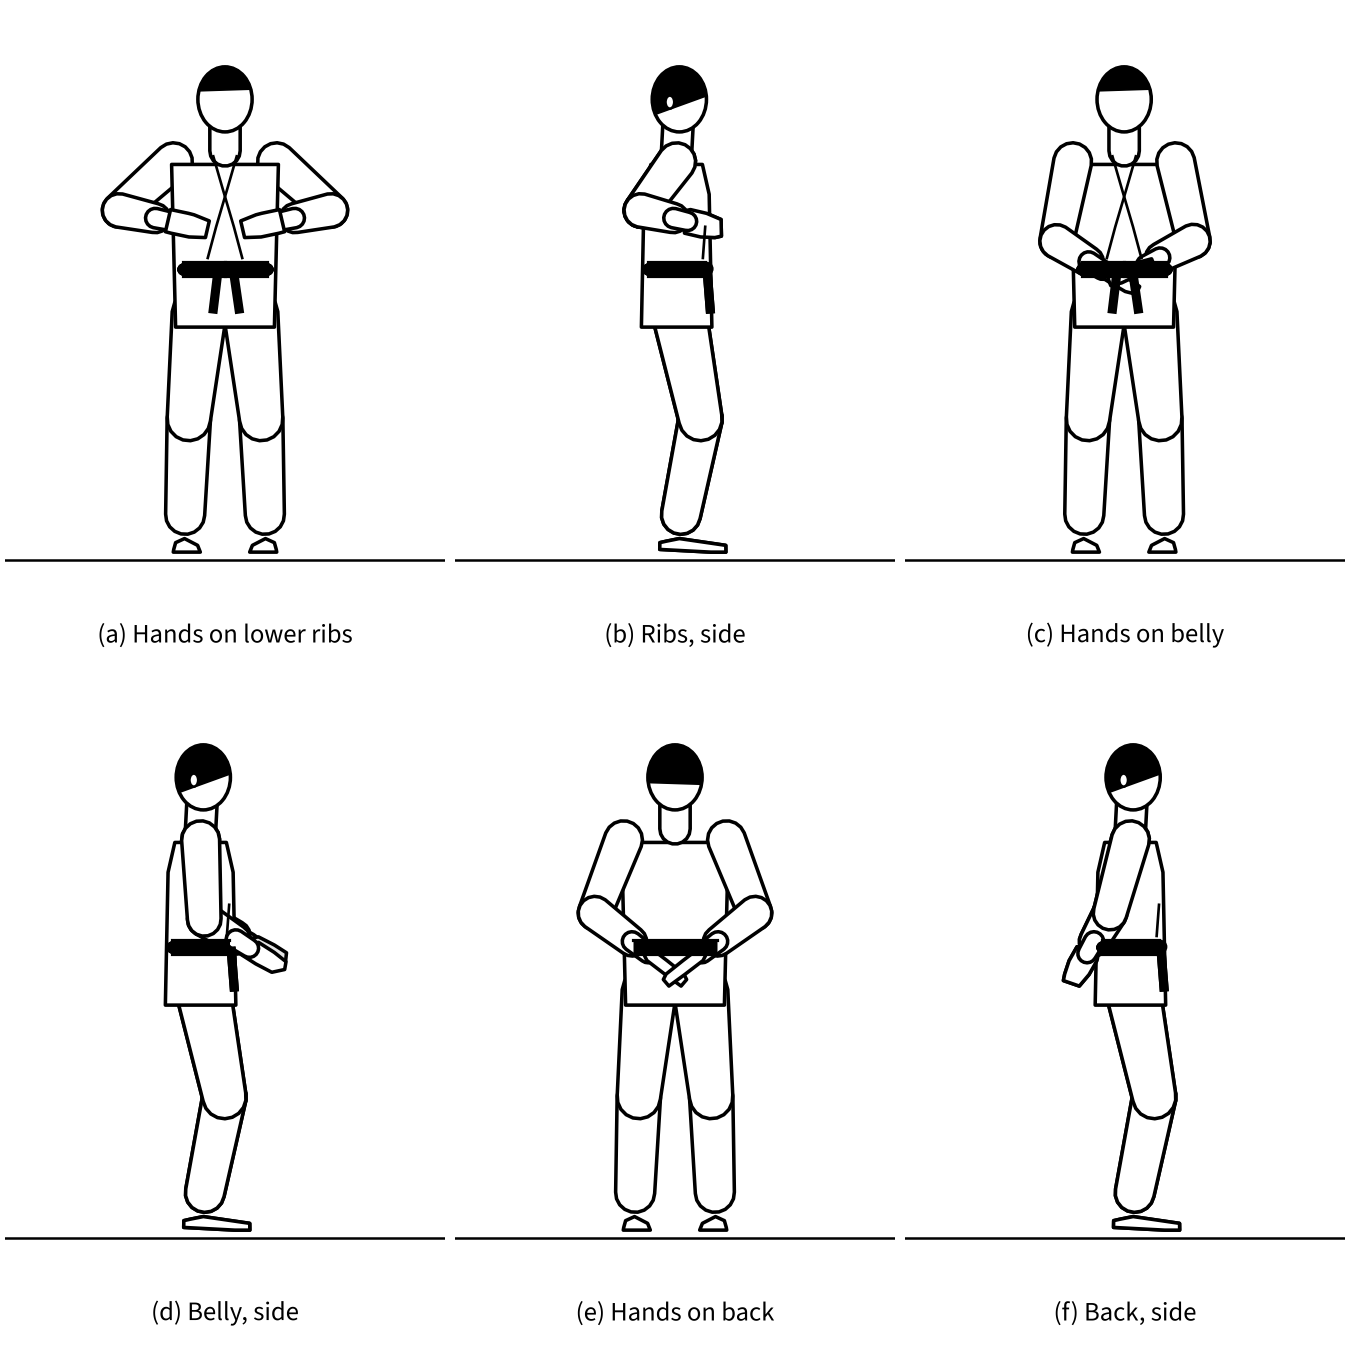 (a) Hands on lower ribs
(b) Ribs, side
(c) Hands on belly
(d) Belly, side
(e) Hands on back
(f) Back, side